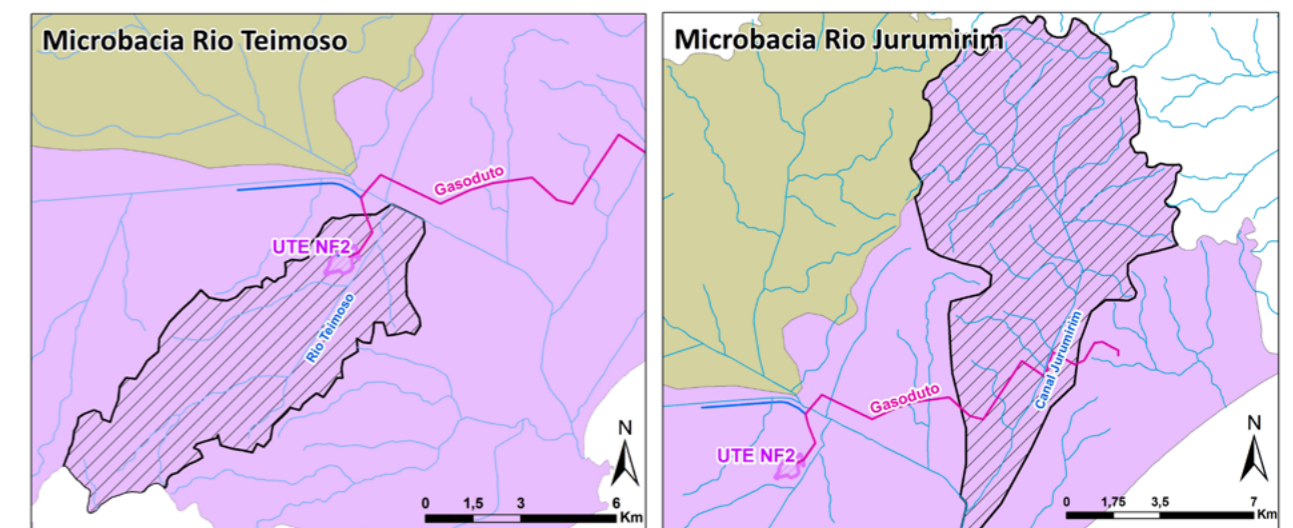 Microbacia Rio Teimoso
Gasoduto
UTE NF2
Rio Teimoso
N
0 1,5 3 6
Km
Microbacia Rio Jurumirim
Canal Jurumirim
Gasoduto
UTE NF2
N
0 1,75 3,5 7
Km